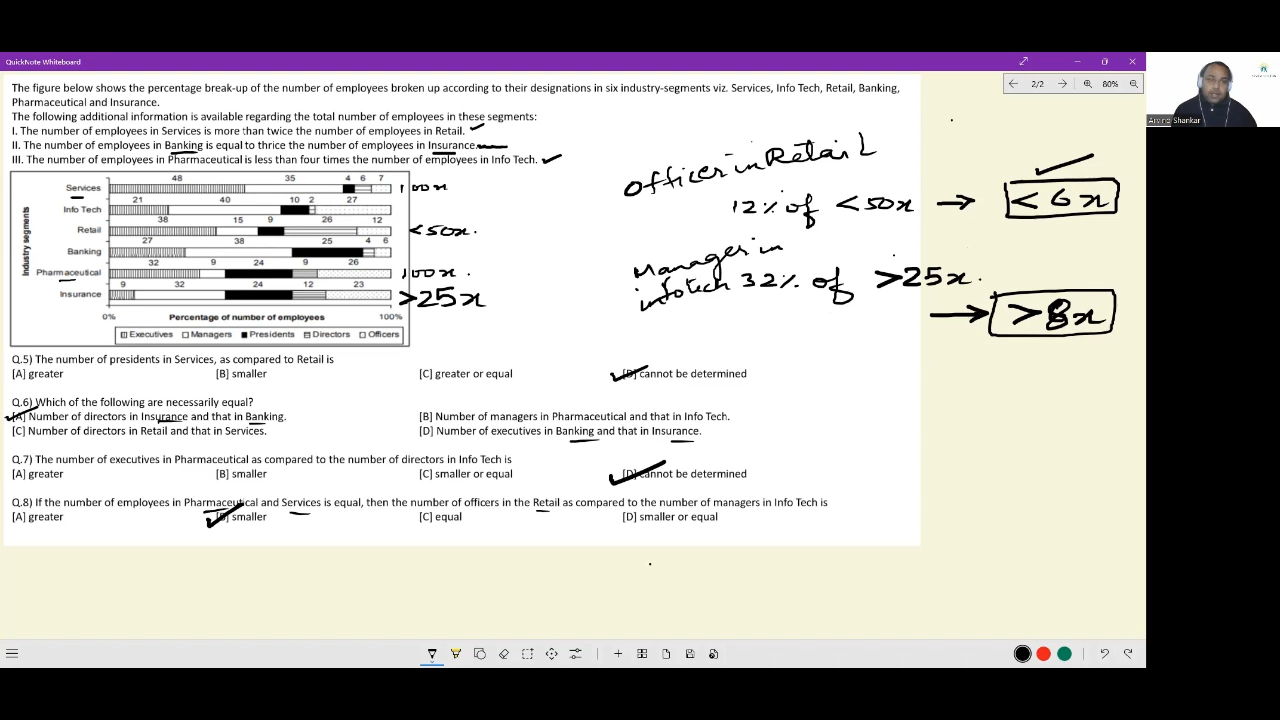 QuickNote Whiteboard
2/2
80%
Arvind Shankar
The figure below shows the percentage break-up of the number of employees broken up according to their designations in six industry-segments viz. Services, Info Tech, Retail, Banking,
Pharmaceutical and Insurance.
The following additional information is available regarding the total number of employees in these segments:
I. The number of employees in Services is more than twice the number of employees in Retail.
II. The number of employees in Banking is equal to thrice the number of employees in Insurance.
III. The number of employees in Pharmaceutical is less than four times the number of employees in Info Tech.
48 35 4 6 7
Services 100x
21 40 10 2 27
Info Tech
38 15 9 26 12
Retail <50x.
27 38 25 4 6
Banking
32 9 24 9 26
Pharmaceutical 100x.
9 32 24 12 23
Insurance >25x
Industry segments
0% Percentage of number of employees 100%
Executives Managers Presidents Directors Officers
Officer in Retail
12% of <50x → < 6x
Manager in
infotech 32% of >25x.
→ >8x
Q.5) The number of presidents in Services, as compared to Retail is
[A] greater [B] smaller [C] greater or equal [D] cannot be determined
Q.6) Which of the following are necessarily equal?
[A] Number of directors in Insurance and that in Banking. [B] Number of managers in Pharmaceutical and that in Info Tech.
[C] Number of directors in Retail and that in Services. [D] Number of executives in Banking and that in Insurance.
Q.7) The number of executives in Pharmaceutical as compared to the number of directors in Info Tech is
[A] greater [B] smaller [C] smaller or equal [D] cannot be determined
Q.8) If the number of employees in Pharmaceutical and Services is equal, then the number of officers in the Retail as compared to the number of managers in Info Tech is
[A] greater [B] smaller [C] equal [D] smaller or equal